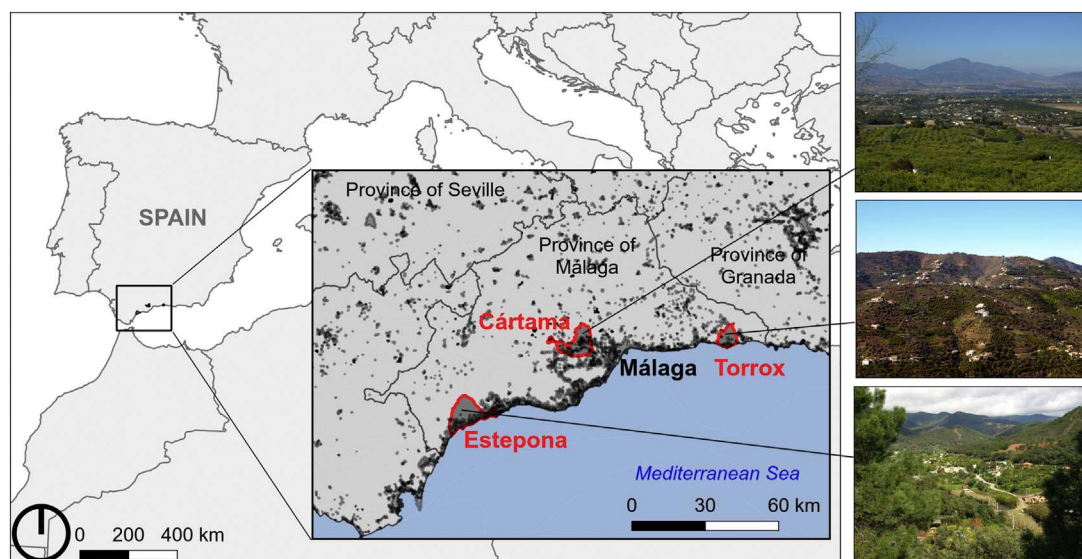 SPAIN
Province of Seville
Province of
Málaga
Province of
Granada
Cártama
Málaga
Torrox
Estepona
Mediterranean Sea
0 30 60 km
0 200 400 km